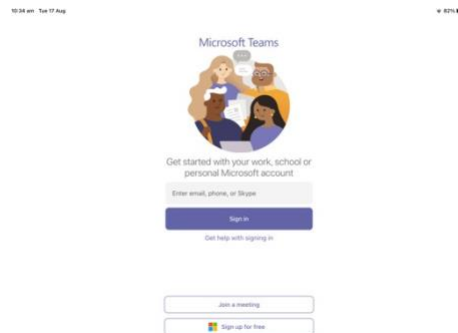 10:34 am Tue 17 Aug
82%
Microsoft Teams
Get started with your work, school or
personal Microsoft account
Enter email, phone, or Skype
Sign in
Get help with signing in
Join a meeting
Sign up for free